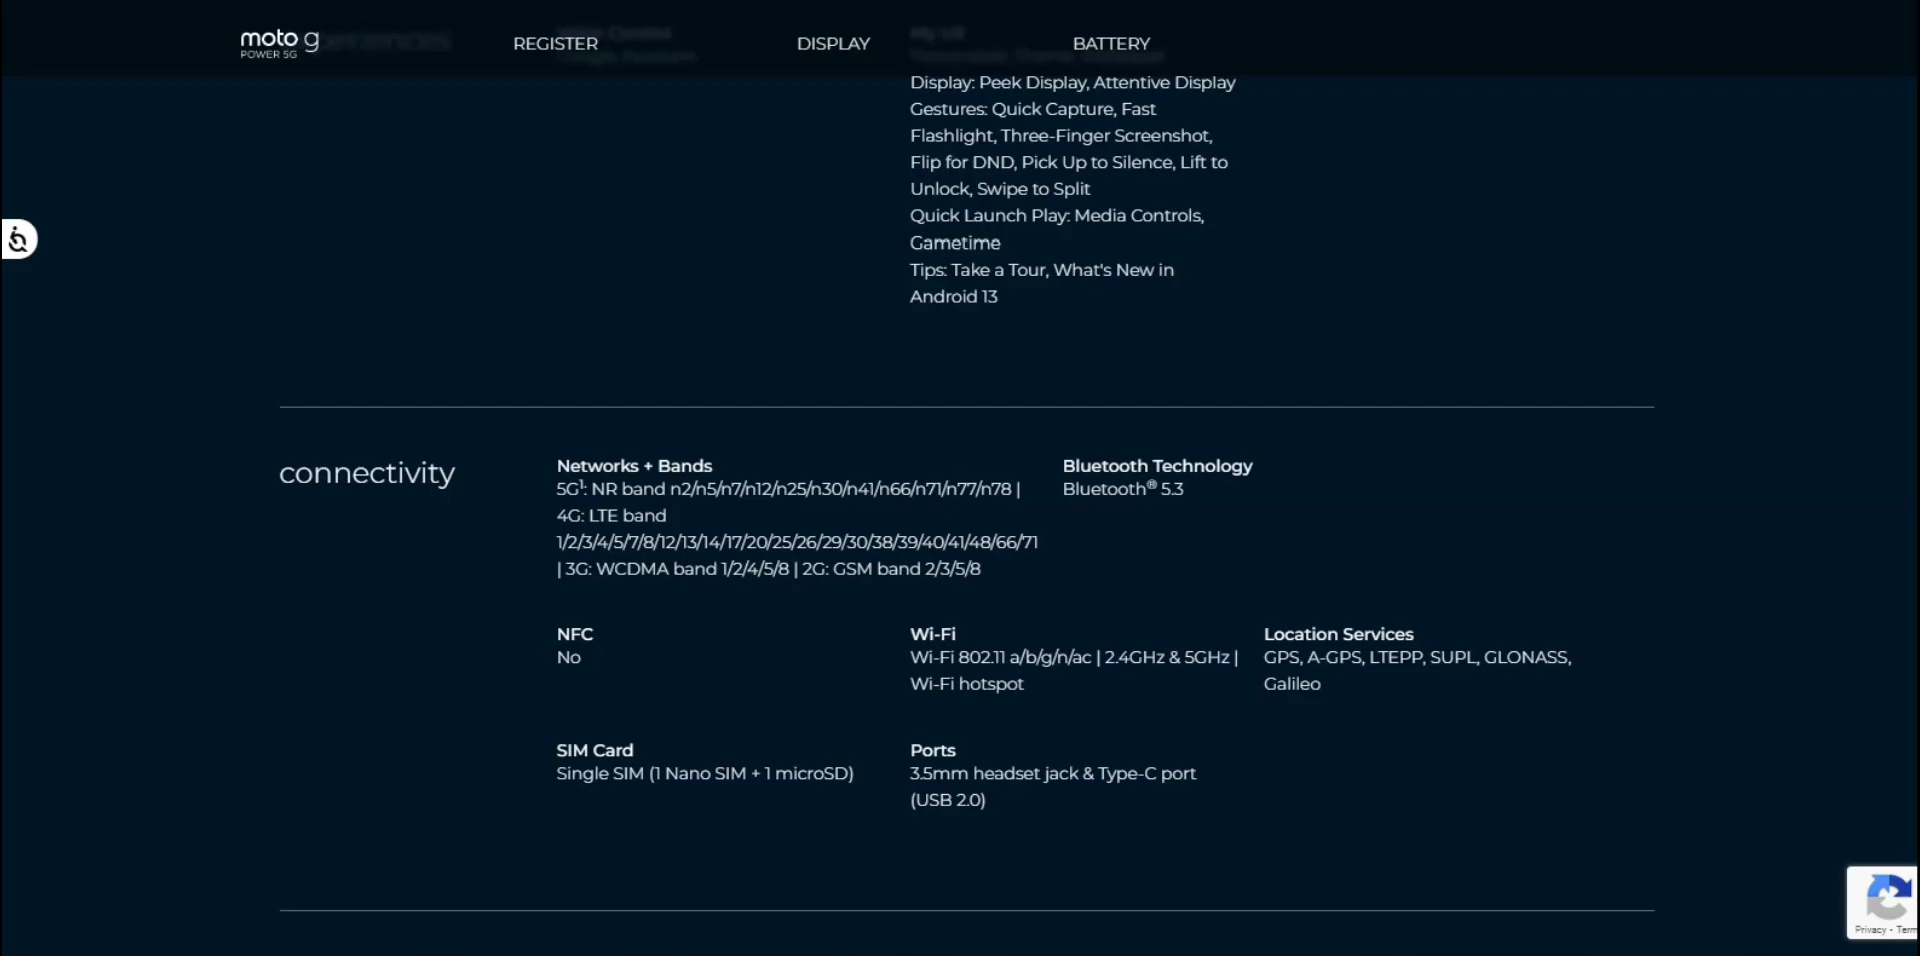 moto g
POWER 5G
REGISTER
DISPLAY
BATTERY
Display: Peek Display, Attentive Display
Gestures: Quick Capture, Fast
Flashlight, Three-Finger Screenshot,
Flip for DND, Pick Up to Silence, Lift to
Unlock, Swipe to Split
Quick Launch Play: Media Controls,
Gametime
Tips: Take a Tour, What's New in
Android 13
connectivity
Networks + Bands
5G¹: NR band n2/n5/n7/n12/n25/n30/n41/n66/n71/n77/n78 |
4G: LTE band
1/2/3/4/5/7/8/12/13/14/17/20/25/26/29/30/38/39/40/41/48/66/71
| 3G: WCDMA band 1/2/4/5/8 | 2G: GSM band 2/3/5/8
Bluetooth Technology
Bluetooth® 5.3
NFC
No
Wi-Fi
Wi-Fi 802.11 a/b/g/n/ac | 2.4GHz & 5GHz |
Wi-Fi hotspot
Location Services
GPS, A-GPS, LTEPP, SUPL, GLONASS,
Galileo
SIM Card
Single SIM (1 Nano SIM + 1 microSD)
Ports
3.5mm headset jack & Type-C port
(USB 2.0)
Privacy - Term